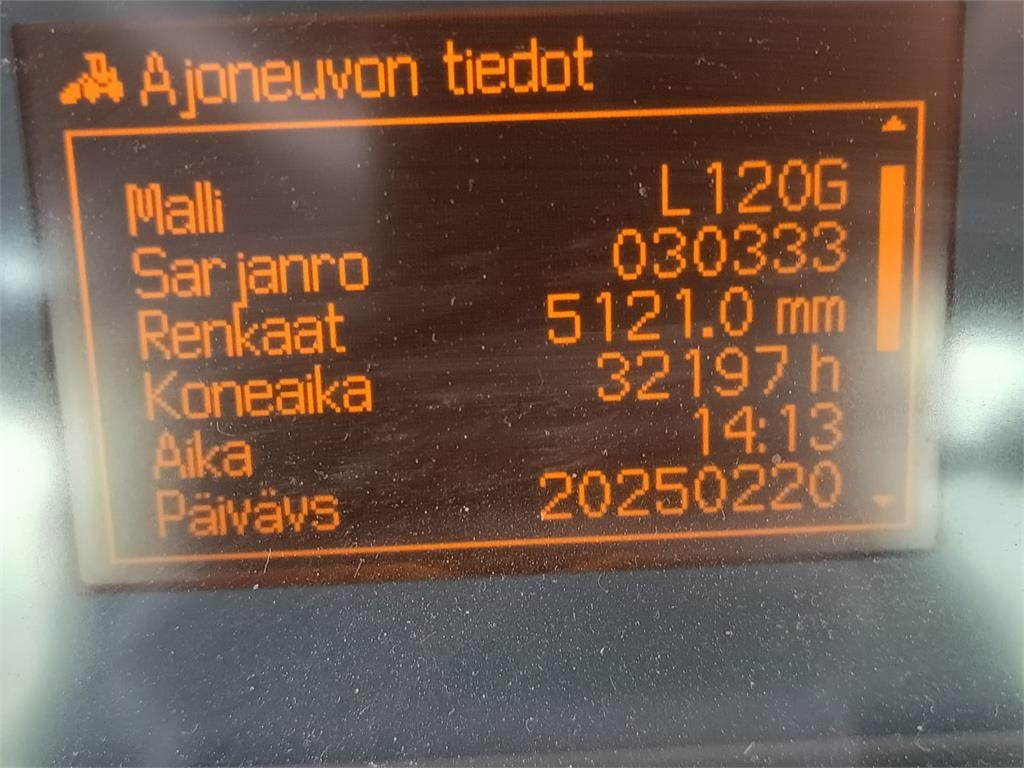 Ajoneuvon tiedot
Malli L120G
Sarjanro 030333
Renkaat 5121.0 mm
Koneaika 32197 h
Aika 14:13
Päiväys 20250220